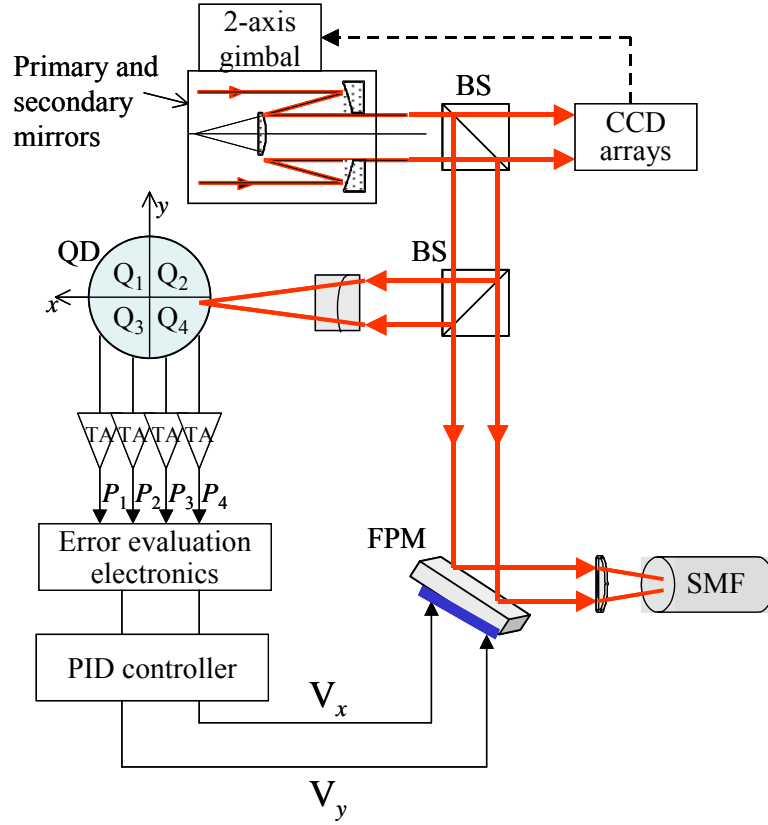 2-axis
gimbal
Primary and
secondary
mirrors
BS
CCD
arrays
y
QD
BS
Q1 Q2
x
Q3 Q4
TA TA TA TA
P1 P2 P3 P4
Error evaluation
electronics
FPM
SMF
PID controller
Vx
Vy